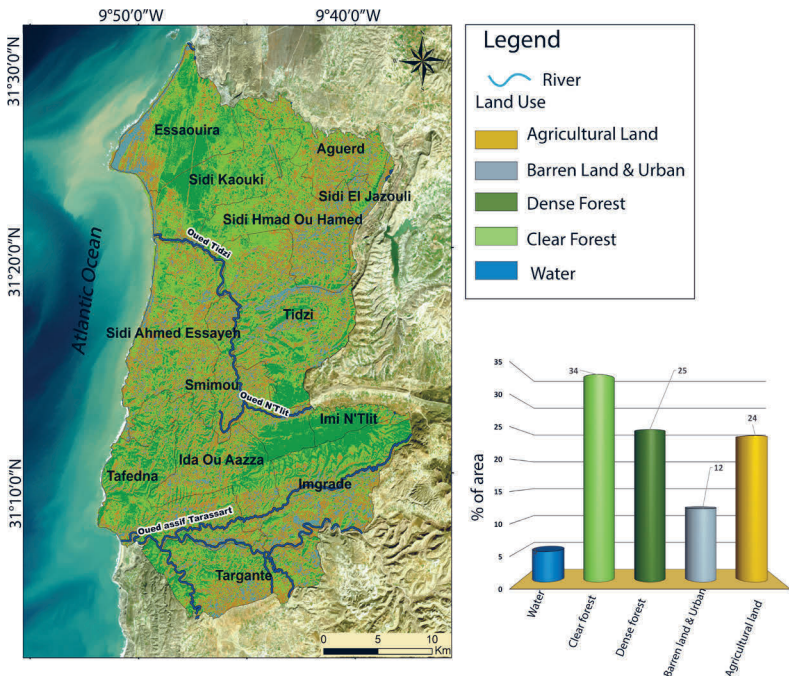 9°50'0"W
9°40'0"W
31°30'0"N
31°20'0"N
31°10'0"N
Essaouira
Aguerd
Sidi Kaouki
Sidi El Jazouli
Sidi Hmad Ou Hamed
Oued Tidzi
Atlantic Ocean
Tidzi
Sidi Ahmed Essayeh
Smimou
Oued N'Tlit
Imi N'Tlit
Ida Ou Aazza
Tafedna
Imgrade
Oued assif Tarassart
Targante
0 5 10
Km
Legend
River
Land Use
Agricultural Land
Barren Land & Urban
Dense Forest
Clear Forest
Water
% of area
35
30
25
20
15
10
5
0
34
25
12
24
Water
Clear forest
Dense forest
Barren land & Urban
Agricultural land